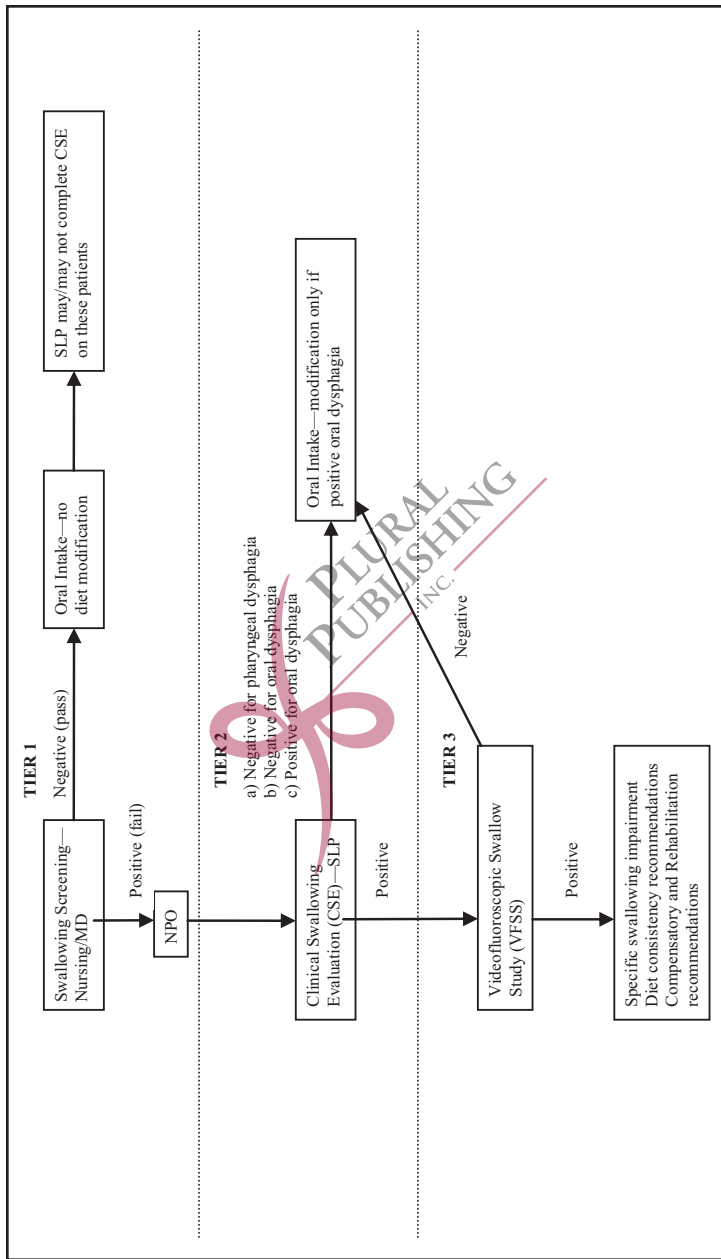 TIER 1
Swallowing Screening—
Nursing/MD
Negative (pass)
Oral Intake—no
diet modification
SLP may/may not complete CSE
on these patients
Positive (fail)
NPO
TIER 2
a) Negative for pharyngeal dysphagia
b) Negative for oral dysphagia
c) Positive for oral dysphagia
Clinical Swallowing
Evaluation (CSE)—SLP
Oral Intake—modification only if
positive oral dysphagia
Positive
TIER 3
Videofluoroscopic Swallow
Study (VFSS)
Negative
Positive
Specific swallowing impairment
Diet consistency recommendations
Compensatory and Rehabilitation
recommendations
PLURAL
PUBLISHING
INC.